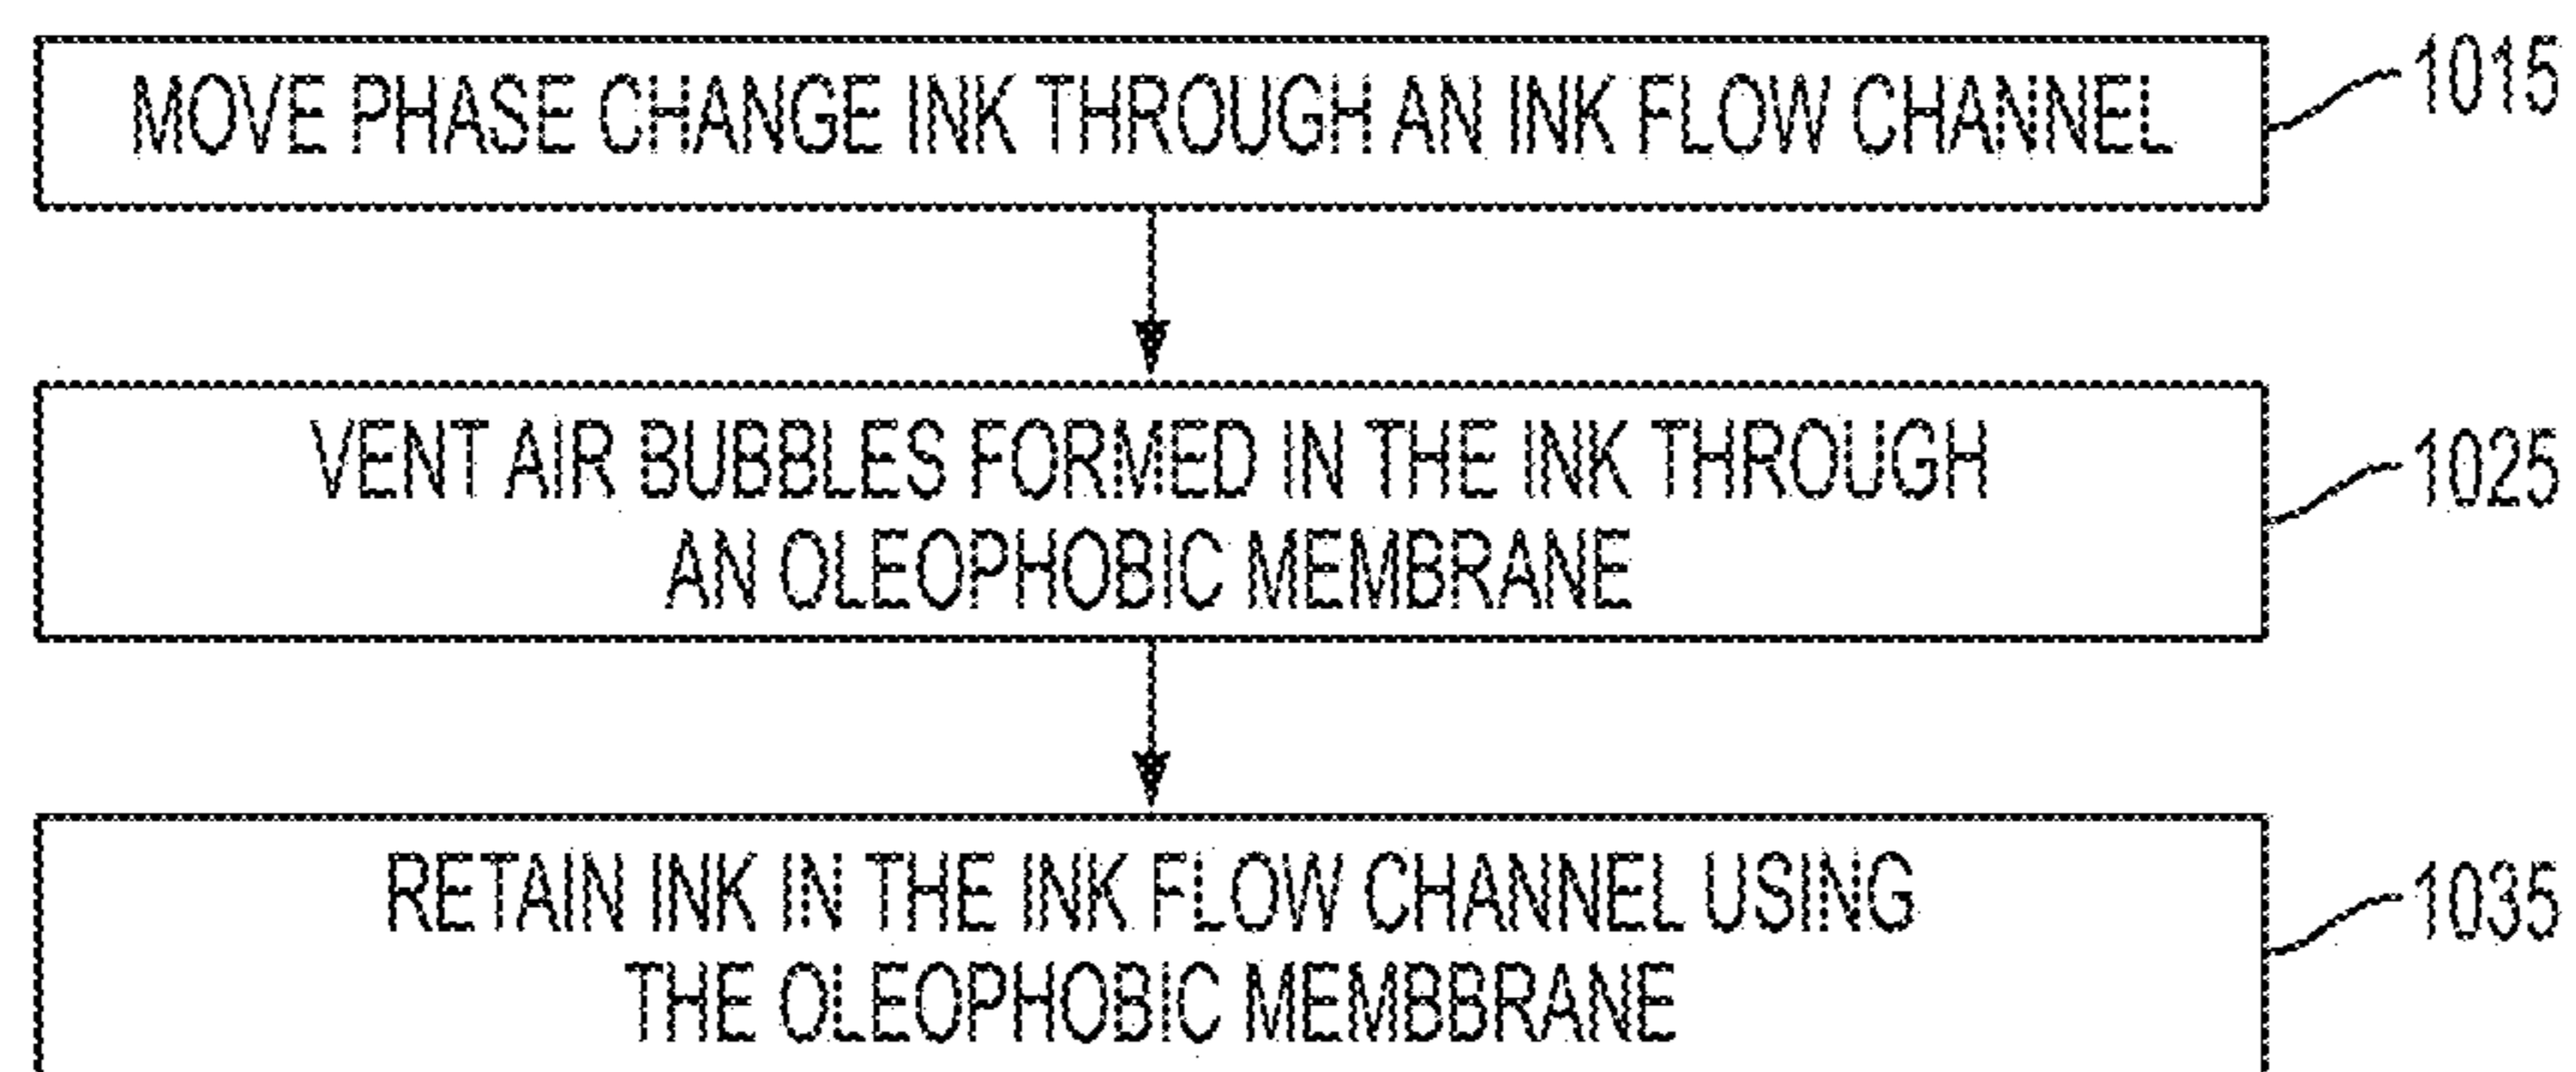 MOVE PHASE CHANGE INK THROUGH AN INK FLOW CHANNEL
1015
VENT AIR BUBBLES FORMED IN THE INK THROUGH
AN OLEOPHOBIC MEMBRANE
1025
RETAIN INK IN THE INK FLOW CHANNEL USING
THE OLEOPHOBIC MEMBBRANE
1035